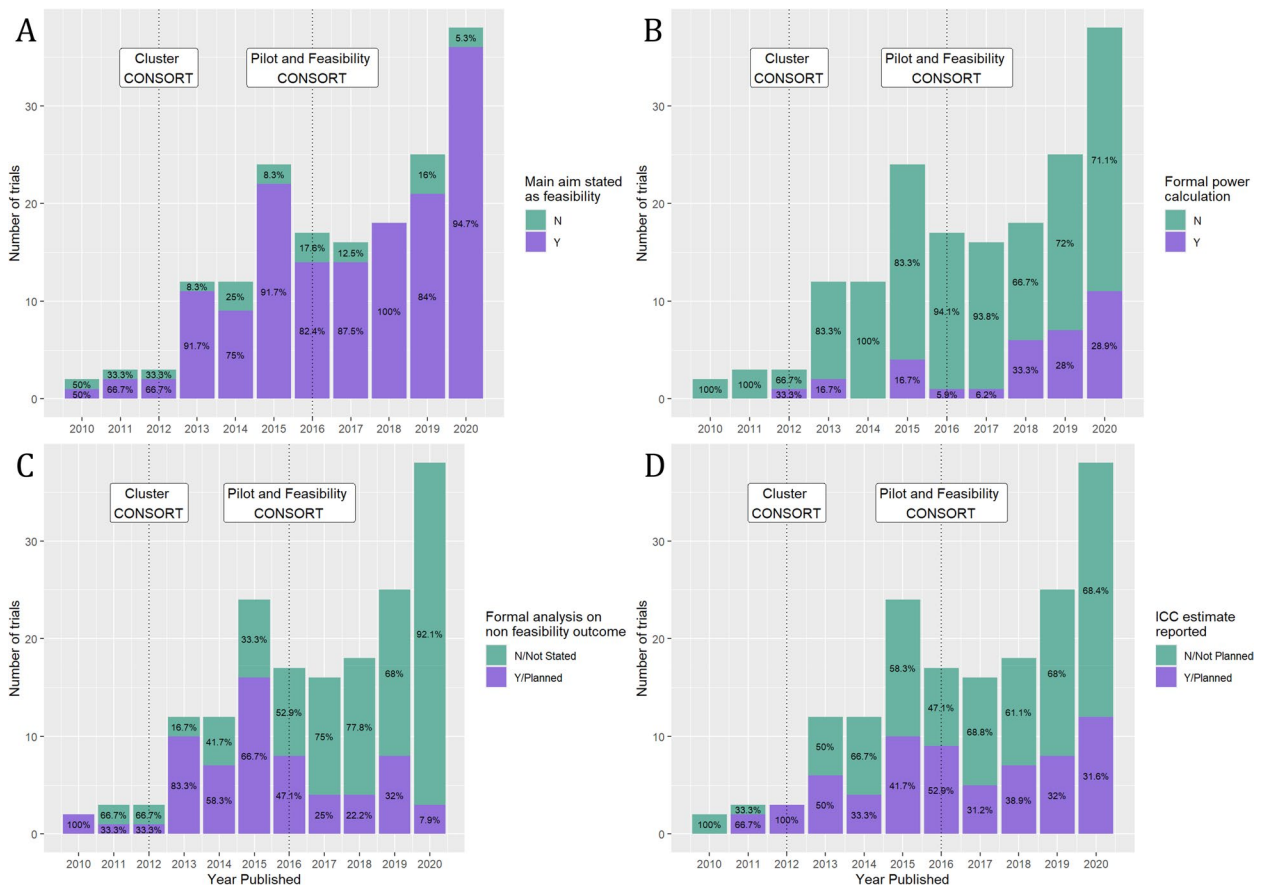 A
Cluster
CONSORT
Pilot and Feasibility
CONSORT
5.3%
8.3%
16%
17.6%
12.5%
8.3%
25%
94.7%
91.7%
100%
84%
82.4%
87.5%
91.7%
75%
50%
33.3%
33.3%
50%
66.7%
66.7%
Number of trials
30
20
10
0
2010 2011 2012 2013 2014 2015 2016 2017 2018 2019 2020
Main aim stated
as feasibility
N
Y
B
Cluster
CONSORT
Pilot and Feasibility
CONSORT
71.1%
83.3%
72%
66.7%
94.1%
93.8%
83.3%
100%
28.9%
33.3%
28%
16.7%
16.7%
5.9%
6.2%
100%
100%
66.7%
33.3%
Number of trials
30
20
10
0
2010 2011 2012 2013 2014 2015 2016 2017 2018 2019 2020
Formal power
calculation
N
Y
C
Cluster
CONSORT
Pilot and Feasibility
CONSORT
92.1%
33.3%
68%
52.9%
77.8%
75%
16.7%
41.7%
66.7%
83.3%
58.3%
47.1%
32%
25%
22.2%
7.9%
100%
66.7%
66.7%
33.3%
33.3%
Number of trials
30
20
10
0
2010 2011 2012 2013 2014 2015 2016 2017 2018 2019 2020
Year Published
Formal analysis on
non feasibility outcome
N/Not Stated
Y/Planned
D
Cluster
CONSORT
Pilot and Feasibility
CONSORT
68.4%
58.3%
68%
47.1%
61.1%
68.8%
50%
66.7%
50%
33.3%
41.7%
52.9%
31.2%
38.9%
32%
31.6%
100%
33.3%
66.7%
100%
Number of trials
30
20
10
0
2010 2011 2012 2013 2014 2015 2016 2017 2018 2019 2020
Year Published
ICC estimate
reported
N/Not Planned
Y/Planned